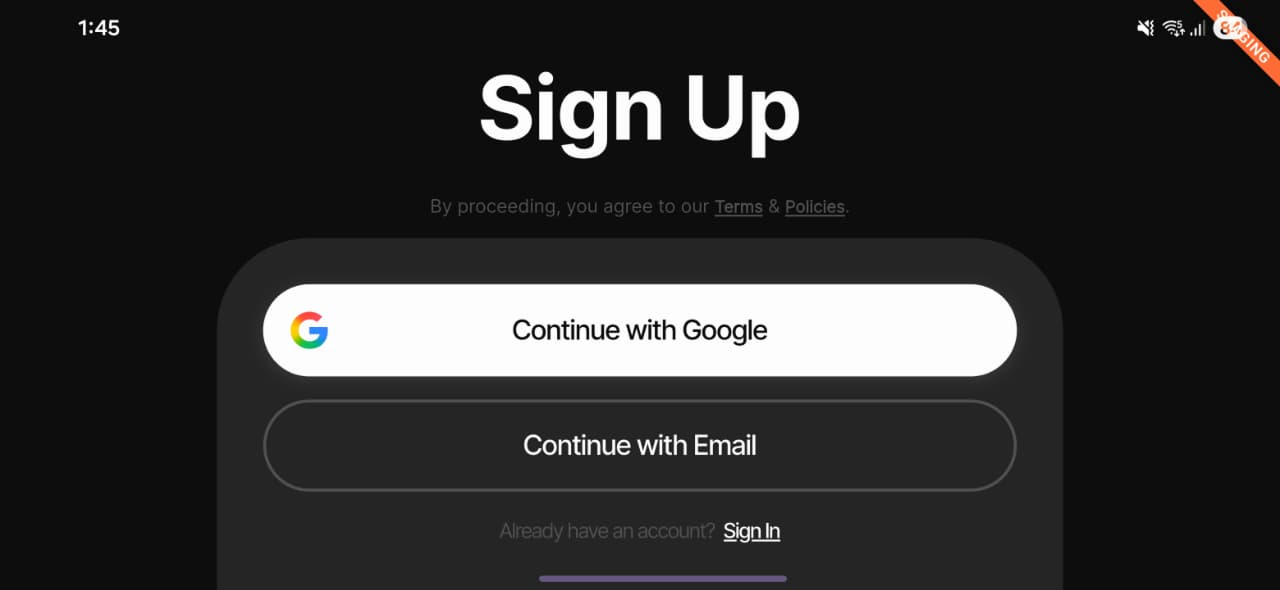 1:45
STAGING
Sign Up
By proceeding, you agree to our Terms & Policies.
Continue with Google
Continue with Email
Already have an account? Sign In